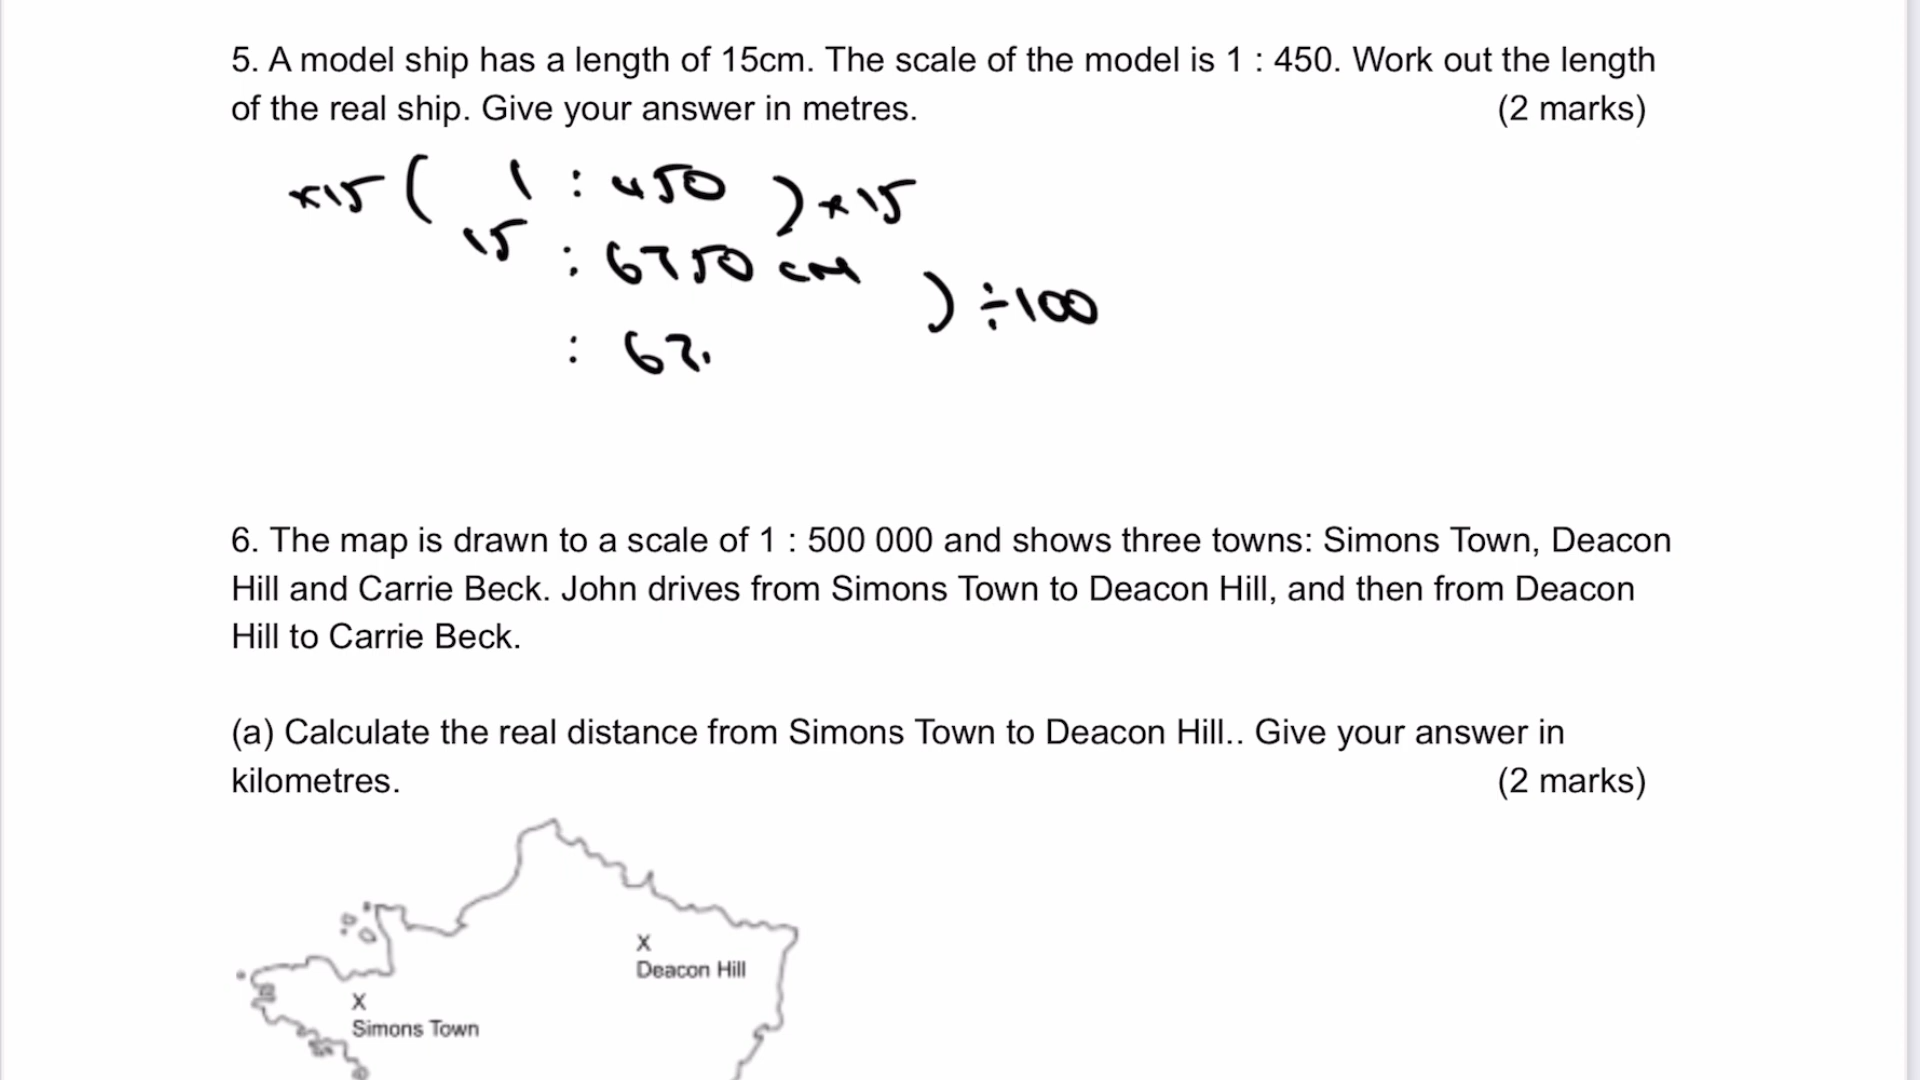 5. A model ship has a length of 15cm. The scale of the model is 1 : 450. Work out the length
of the real ship. Give your answer in metres. (2 marks)
×15 ( 1 : 450 ) ×15
15 : 6750 cm
) ÷100
: 67.
6. The map is drawn to a scale of 1 : 500 000 and shows three towns: Simons Town, Deacon
Hill and Carrie Beck. John drives from Simons Town to Deacon Hill, and then from Deacon
Hill to Carrie Beck.
(a) Calculate the real distance from Simons Town to Deacon Hill.. Give your answer in
kilometres. (2 marks)
X
Deacon Hill
X
Simons Town